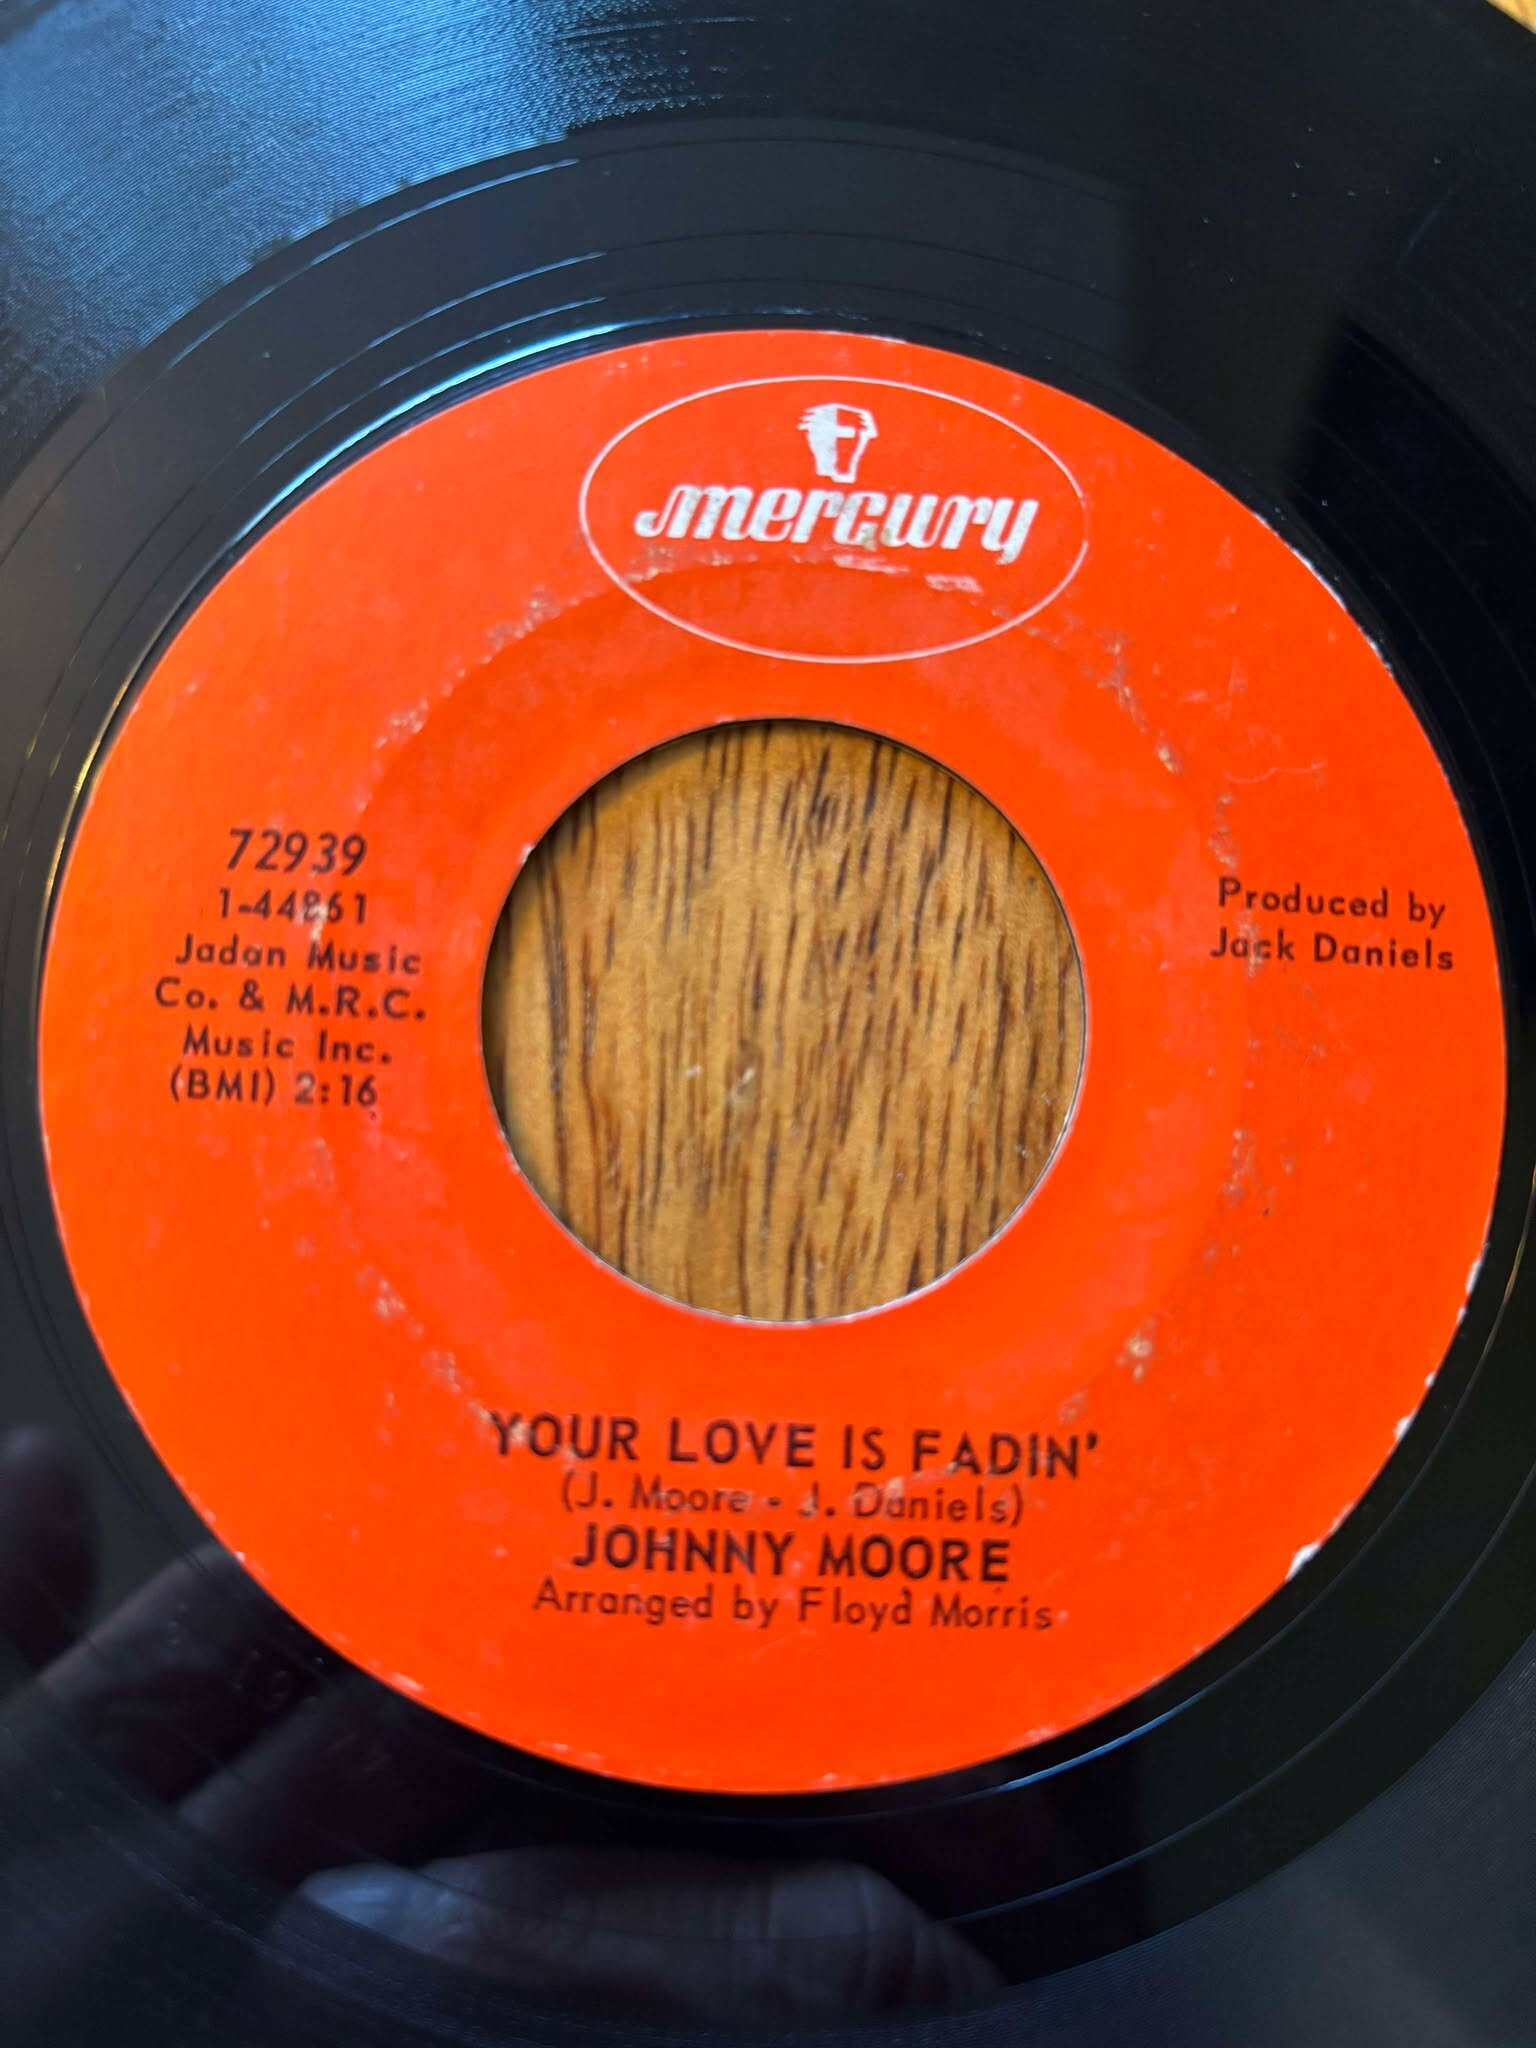 mercury
72939
1-44861
Jadan Music
Co. & M.R.C.
Music Inc.
(BMI) 2:16
Produced by
Jack Daniels
YOUR LOVE IS FADIN'
(J. Moore - J. Daniels)
JOHNNY MOORE
Arranged by Floyd Morris